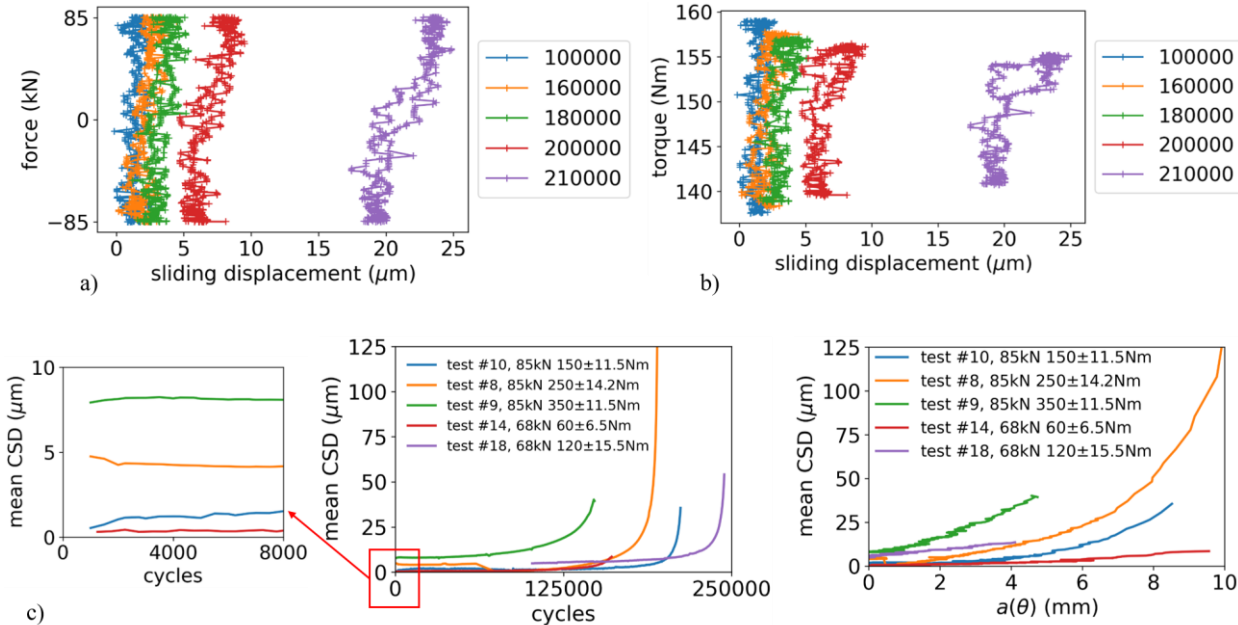 85
0
−85
force (kN)
0 5 10 15 20 25
sliding displacement (μm)
a)
100000
160000
180000
200000
210000
160
155
150
145
140
torque (Nm)
0 5 10 15 20 25
sliding displacement (μm)
b)
100000
160000
180000
200000
210000
10
5
0
mean CSD (μm)
0 4000 8000
cycles
c)
125
100
75
50
25
0
mean CSD (μm)
test #10, 85kN 150±11.5Nm
test #8, 85kN 250±14.2Nm
test #9, 85kN 350±11.5Nm
test #14, 68kN 60±6.5Nm
test #18, 68kN 120±15.5Nm
0 125000 250000
cycles
125
100
75
50
25
0
mean CSD (μm)
test #10, 85kN 150±11.5Nm
test #8, 85kN 250±14.2Nm
test #9, 85kN 350±11.5Nm
test #14, 68kN 60±6.5Nm
test #18, 68kN 120±15.5Nm
0 2 4 6 8 10
a(θ) (mm)